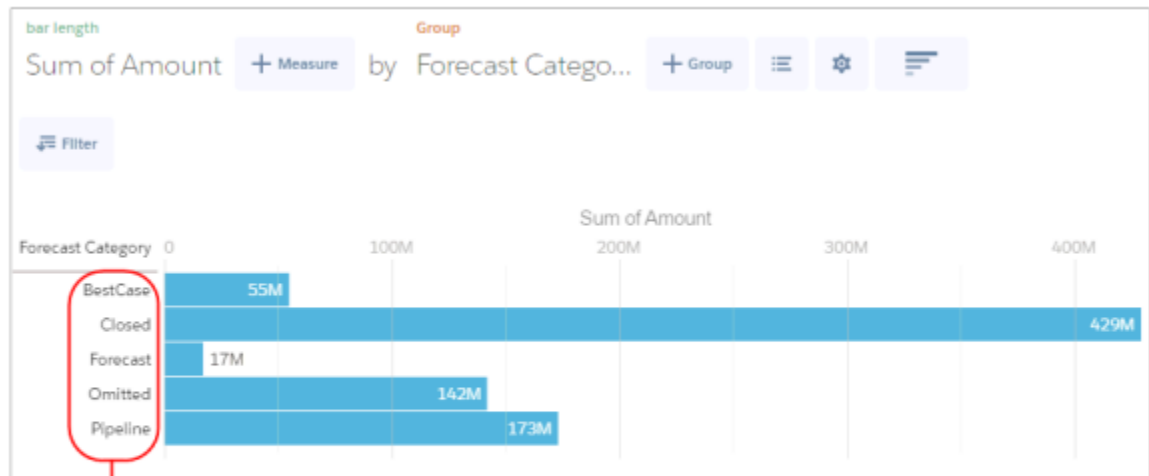 bar length Group
Sum of Amount + Measure by Forecast Catego... + Group
Filter
Sum of Amount
Forecast Category 0 100M 200M 300M 400M
BestCase 55M
Closed 429M
Forecast 17M
Omitted 142M
Pipeline 173M